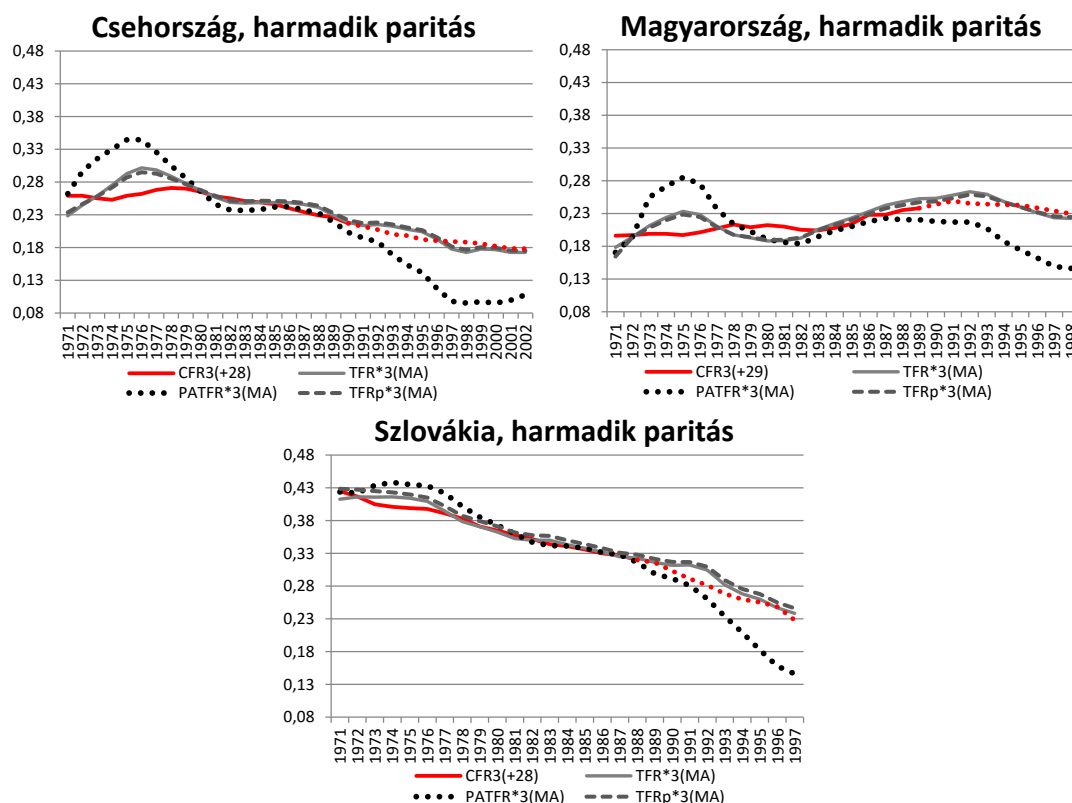 Csehország, harmadik paritás
0,48
0,43
0,38
0,33
0,28
0,23
0,18
0,13
0,08
1971 1972 1973 1974 1975 1976 1977 1978 1979 1980 1981 1982 1983 1984 1985 1986 1987 1988 1989 1990 1991 1992 1993 1994 1995 1996 1997 1998 1999 2000 2001 2002
CFR3(+28) TFR*3(MA)
PATFR*3(MA) TFRp*3(MA)
Magyarország, harmadik paritás
0,48
0,43
0,38
0,33
0,28
0,23
0,18
0,13
0,08
1971 1972 1973 1974 1975 1976 1977 1978 1979 1980 1981 1982 1983 1984 1985 1986 1987 1988 1989 1990 1991 1992 1993 1994 1995 1996 1997 1998
CFR3(+29) TFR*3(MA)
PATFR*3(MA) TFRp*3(MA)
Szlovákia, harmadik paritás
0,48
0,43
0,38
0,33
0,28
0,23
0,18
0,13
0,08
1971 1972 1973 1974 1975 1976 1977 1978 1979 1980 1981 1982 1983 1984 1985 1986 1987 1988 1989 1990 1991 1992 1993 1994 1995 1996 1997
CFR3(+28) TFR*3(MA)
PATFR*3(MA) TFRp*3(MA)